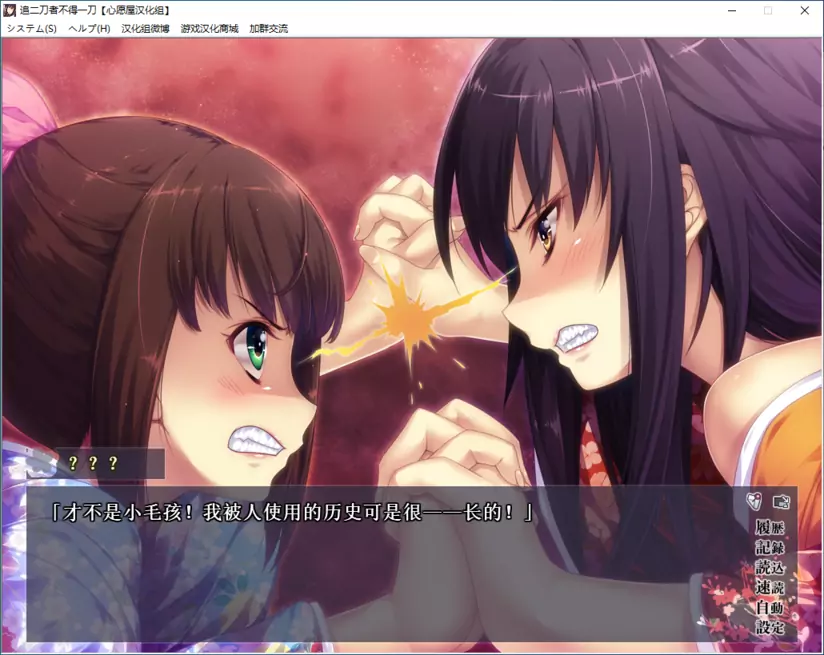 追二刀者不得一刀【心愿屋汉化组】
システム(S) ヘルプ(H) 汉化组微博 游戏汉化商城 加群交流
？？？
「才不是小毛孩！我被人使用的历史可是很——长的！」
履歴
記録
読込
速読
自動
設定